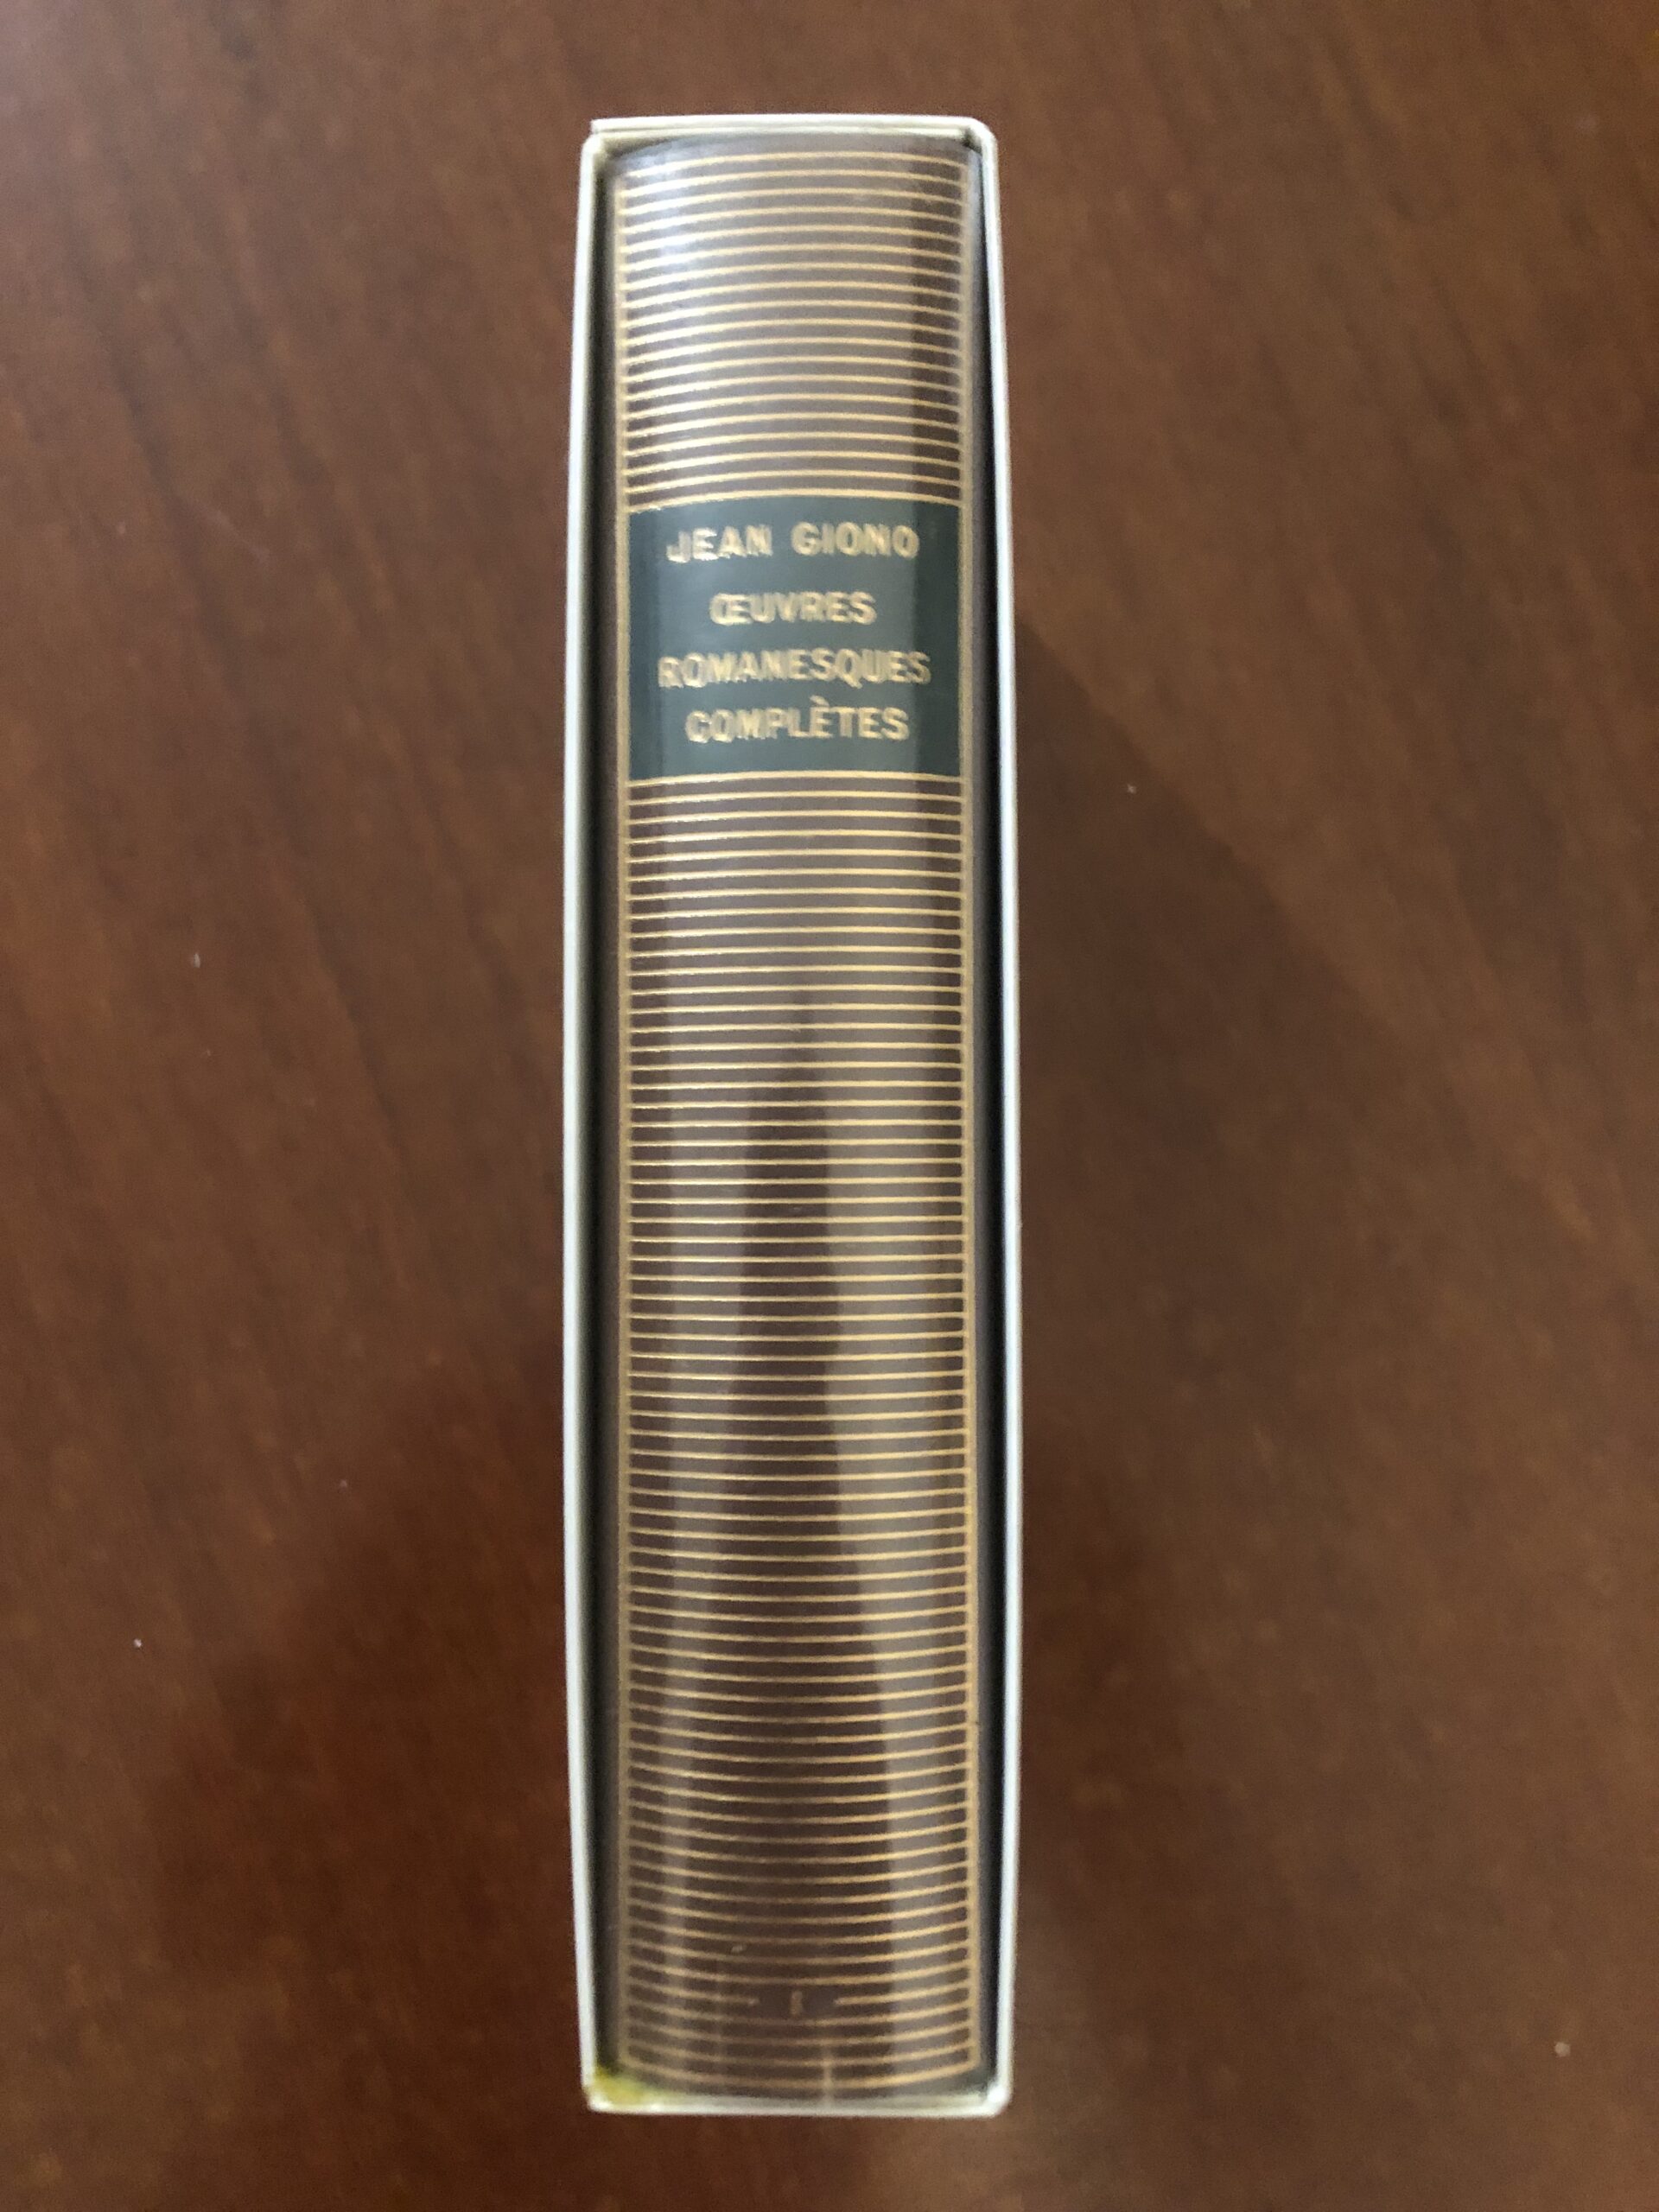 JEAN GIONO
ŒUVRES
ROMANESQUES
COMPLÈTES